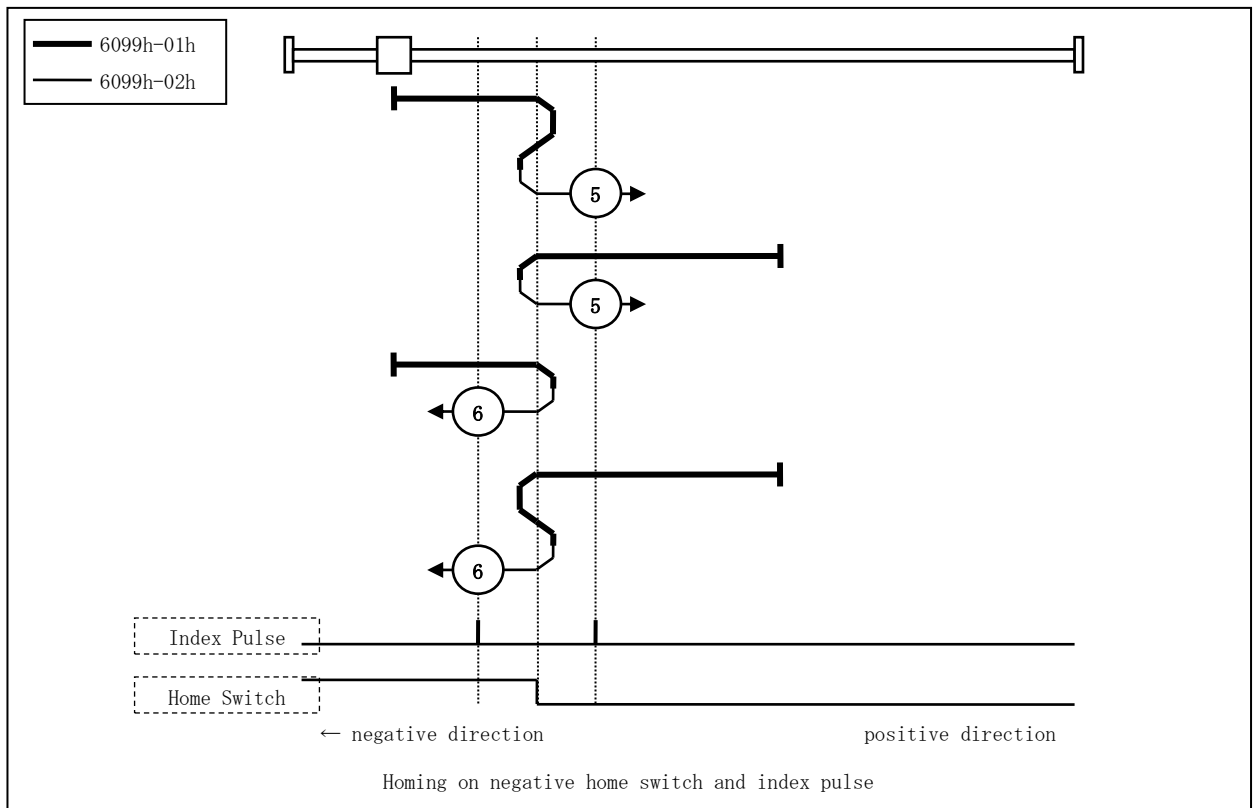 6099h-01h
6099h-02h
5
5
6
6
Index Pulse
Home Switch
← negative direction
positive direction
Homing on negative home switch and index pulse